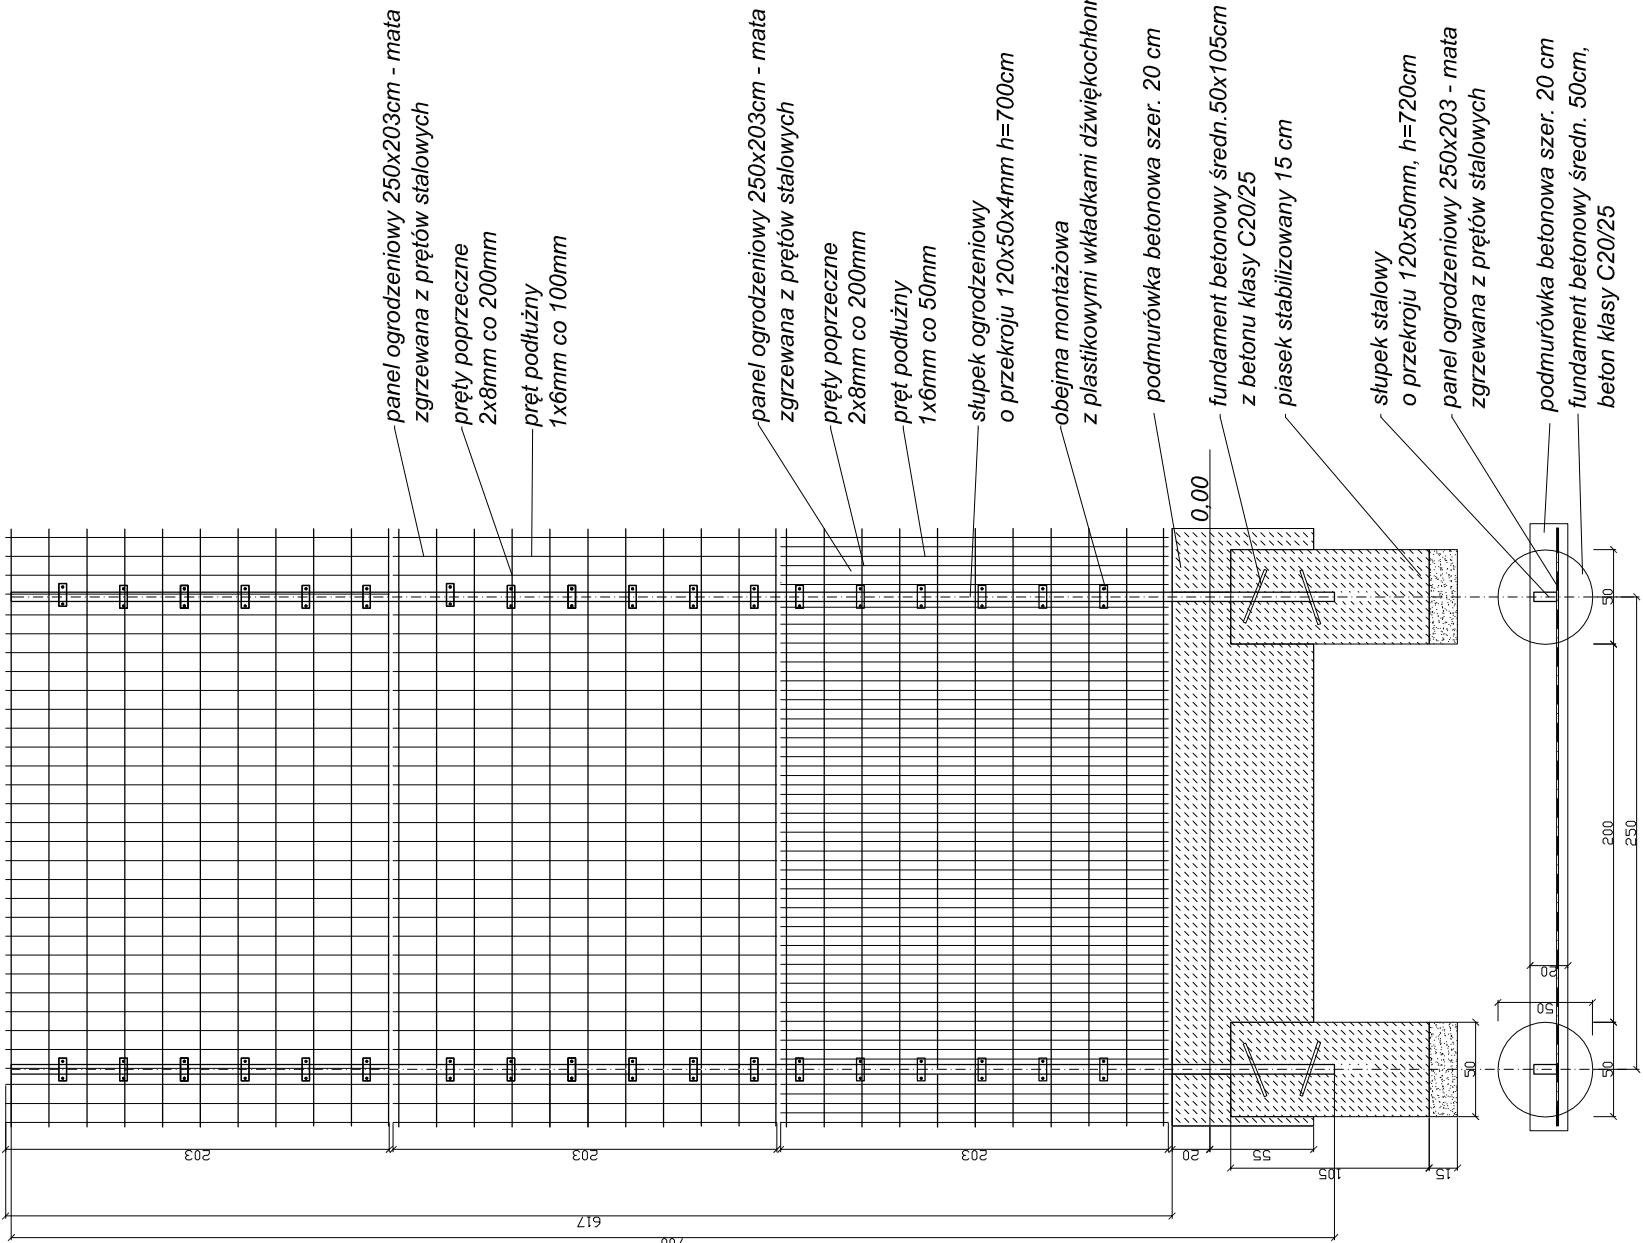 panel ogrodzeniowy 250x203cm - mata
zgrzewana z prętów stalowych
pręty poprzeczne
2x8mm co 200mm
pręt podłużny
1x6mm co 100mm
panel ogrodzeniowy 250x203cm - mata
zgrzewana z prętów stalowych
pręty poprzeczne
2x8mm co 200mm
pręt podłużny
1x6mm co 50mm
słupek ogrodzeniowy
o przekroju 120x50x4mm h=700cm
obejma montażowa
z plastikowymi wkładkami dźwiękochłonn
podmurówka betonowa szer. 20 cm
0,00
fundament betonowy średn. 50x105cm
z betonu klasy C20/25
piasek stabilizowany 15 cm
słupek stalowy
o przekroju 120x50mm, h=720cm
panel ogrodzeniowy 250x203 - mata
zgrzewana z prętów stalowych
podmurówka betonowa szer. 20 cm
fundament betonowy średn. 50cm,
beton klasy C20/25
203
203
203
20
55
105
15
617
50
50
20
50
200
50
250